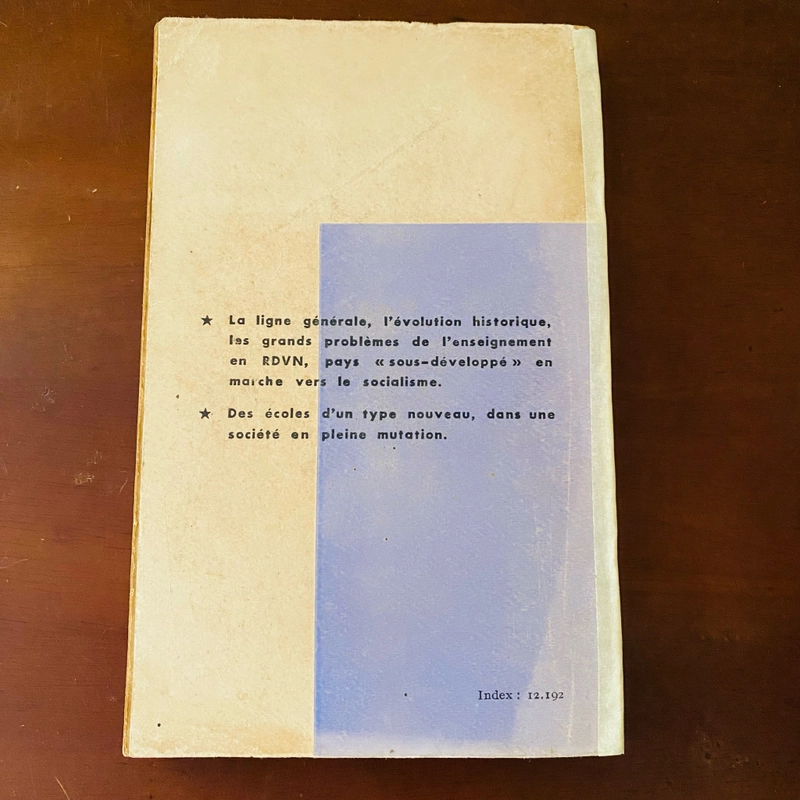 ★ La ligne générale, l'évolution historique,
les grands problèmes de l'enseignement
en RDVN, pays « sous-développé » en
marche vers le socialisme.
★ Des écoles d'un type nouveau, dans une
société en pleine mutation.
Index : 12.192